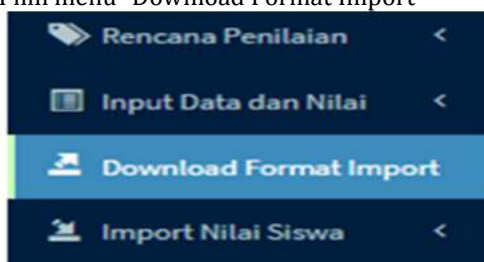 Pilih menu "Download Format Import"
Rencana Penilaian <
Input Data dan Nilai <
Download Format Import
Import Nilai Siswa <